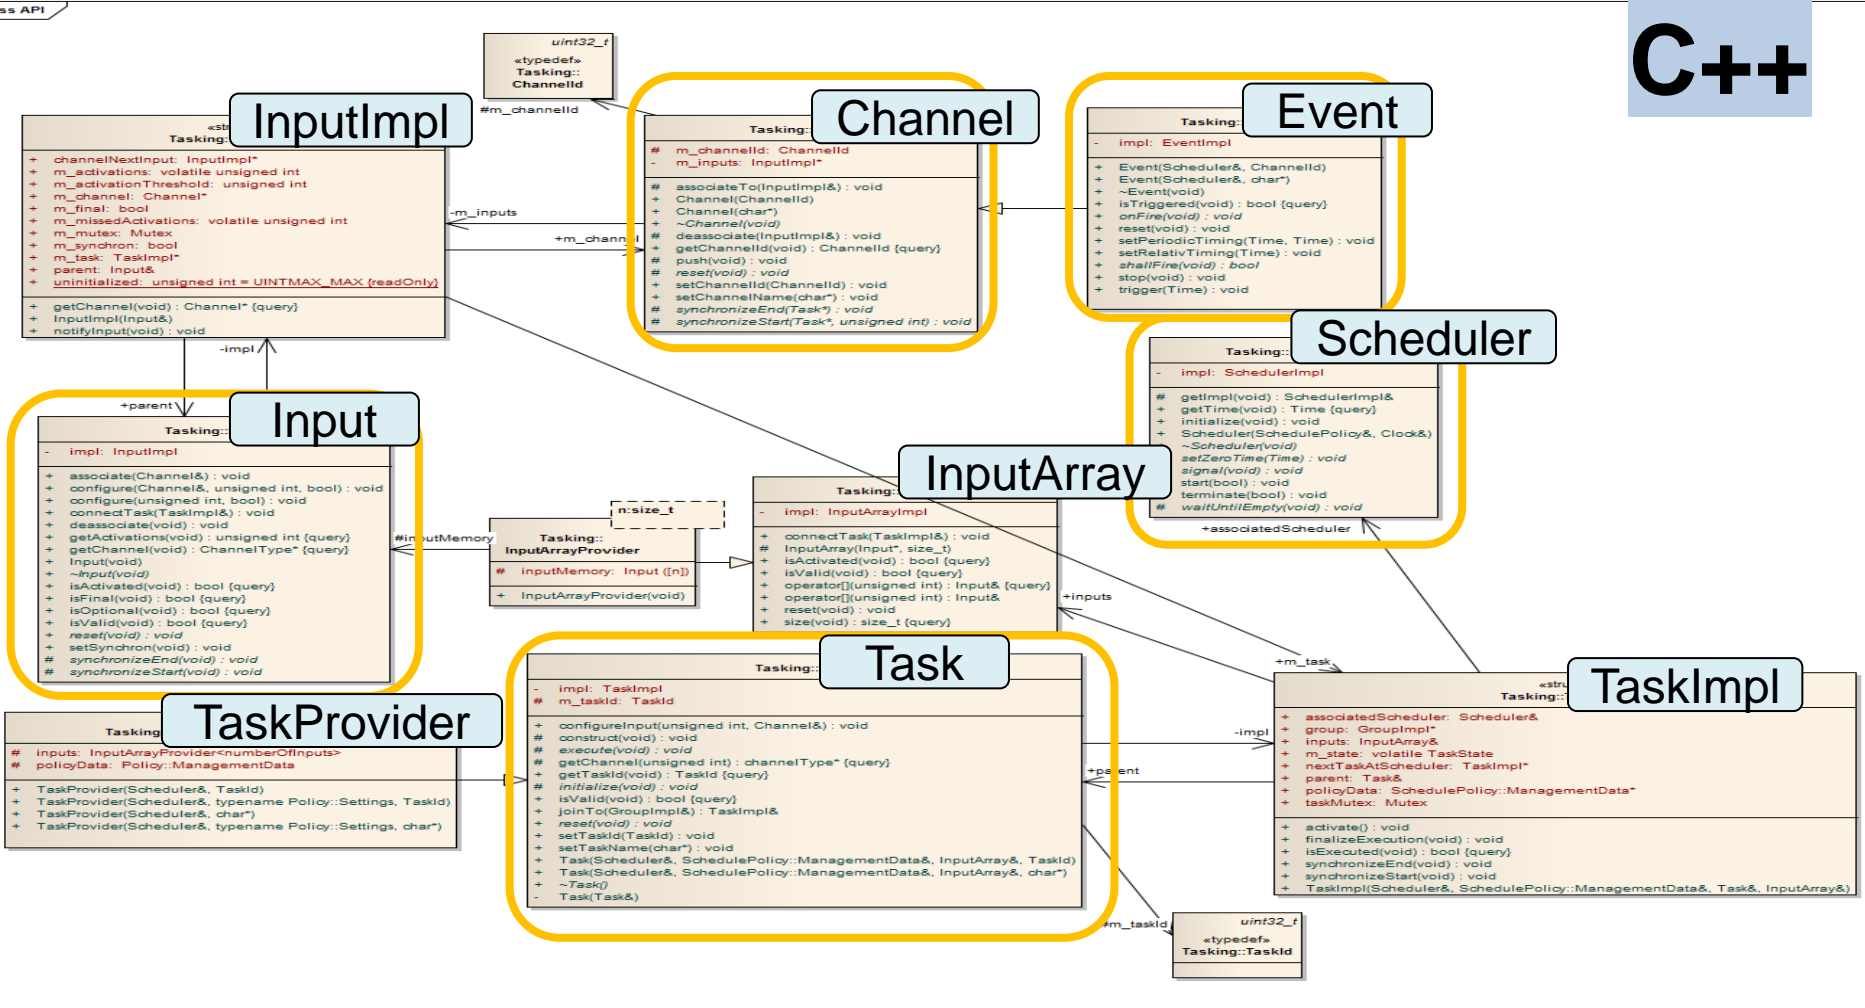 ss API
C++
uint32_t
«typedef»
Tasking::
ChannelId
#m_channelId
InputImpl
«str
Tasking:
+ channelNextInput: InputImpl*
+ m_activations: volatile unsigned int
+ m_activationThreshold: unsigned int
+ m_channel: Channel*
+ m_final: bool
+ m_missedActivations: volatile unsigned int
+ m_mutex: Mutex
+ m_synchron: bool
+ m_task: TaskImpl*
+ parent: Input&
+ uninitialized: unsigned int = UINTMAX_MAX {readOnly}
+ getChannel(void) : Channel* {query}
+ InputImpl(Input&)
+ notifyInput(void) : void
-m_inputs
+m_channel
Channel
Tasking:
# m_channelId: ChannelId
- m_inputs: InputImpl*
# associateTo(InputImpl&) : void
+ Channel(ChannelId)
+ Channel(char*)
+ ~Channel(void)
# deassociate(InputImpl&) : void
+ getChannelId(void) : ChannelId {query}
# push(void) : void
# reset(void) : void
+ setChannelId(ChannelId) : void
+ setChannelName(char*) : void
# synchronizeEnd(Task*) : void
# synchronizeStart(Task*, unsigned int) : void
Event
Tasking:
- impl: EventImpl
+ Event(Scheduler&, ChannelId)
+ Event(Scheduler&, char*)
+ ~Event(void)
+ isTriggered(void) : bool {query}
+ onFire(void) : void
+ reset(void) : void
+ setPeriodicTiming(Time, Time) : void
+ setRelativTiming(Time) : void
+ shallFire(void) : bool
+ stop(void) : void
+ trigger(Time) : void
Scheduler
Tasking::
- impl: SchedulerImpl
# getImpl(void) : SchedulerImpl&
+ getTime(void) : Time {query}
+ initialize(void) : void
+ Scheduler(SchedulePolicy&, Clock&)
~Scheduler(void)
setZeroTime(Time) : void
signal(void) : void
start(bool) : void
+ terminate(bool) : void
# waitUntilEmpty(void) : void
+associatedScheduler
-impl
+parent
Input
Tasking::
- impl: InputImpl
+ associate(Channel&) : void
+ configure(Channel&, unsigned int, bool) : void
+ configure(unsigned int, bool) : void
+ connectTask(TaskImpl&) : void
+ deassociate(void) : void
+ getActivations(void) : unsigned int {query}
+ getChannel(void) : ChannelType* {query}
+ Input(void)
+ ~Input(void)
+ isActivated(void) : bool {query}
+ isFinal(void) : bool {query}
+ isOptional(void) : bool {query}
+ isValid(void) : bool {query}
+ reset(void) : void
+ setSynchron(void) : void
# synchronizeEnd(void) : void
# synchronizeStart(void) : void
#inputMemory
n:size_t
Tasking::
InputArrayProvider
# inputMemory: Input ([n])
+ InputArrayProvider(void)
InputArray
Tasking:
- impl: InputArrayImpl
+ connectTask(TaskImpl&) : void
# InputArray(Input*, size_t)
+ isActivated(void) : bool {query}
+ isValid(void) : bool {query}
+ operator[](unsigned int) : Input& {query}
+ operator[](unsigned int) : Input&
+ reset(void) : void
+ size(void) : size_t {query}
+inputs
+m_task
TaskProvider
Tasking
# inputs: InputArrayProvider<numberOfInputs>
# policyData: Policy::ManagementData
+ TaskProvider(Scheduler&, TaskId)
+ TaskProvider(Scheduler&, typename Policy::Settings, TaskId)
+ TaskProvider(Scheduler&, char*)
+ TaskProvider(Scheduler&, typename Policy::Settings, char*)
Task
Tasking::
- impl: TaskImpl
# m_taskId: TaskId
+ configureInput(unsigned int, Channel&) : void
# construct(void) : void
# execute(void) : void
# getChannel(unsigned int) : channelType* {query}
+ getTaskId(void) : TaskId {query}
# initialize(void) : void
+ isValid(void) : bool {query}
+ joinTo(GroupImpl&) : TaskImpl&
+ reset(void) : void
+ setTaskId(TaskId) : void
+ setTaskName(char*) : void
+ Task(Scheduler&, SchedulePolicy::ManagementData&, InputArray&, TaskId)
+ Task(Scheduler&, SchedulePolicy::ManagementData&, InputArray&, char*)
+ ~Task()
- Task(Task&)
-impl
+parent
TaskImpl
«stru
Tasking::
+ associatedScheduler: Scheduler&
+ group: GroupImpl*
+ inputs: InputArray&
+ m_state: volatile TaskState
+ nextTaskAtScheduler: TaskImpl*
+ parent: Task&
+ policyData: SchedulePolicy::ManagementData*
+ taskMutex: Mutex
+ activate() : void
+ finalizeExecution(void) : void
+ isExecuted(void) : bool {query}
+ synchronizeEnd(void) : void
+ synchronizeStart(void) : void
+ TaskImpl(Scheduler&, SchedulePolicy::ManagementData&, Task&, InputArray&)
#m_taskId
uint32_t
«typedef»
Tasking::TaskId